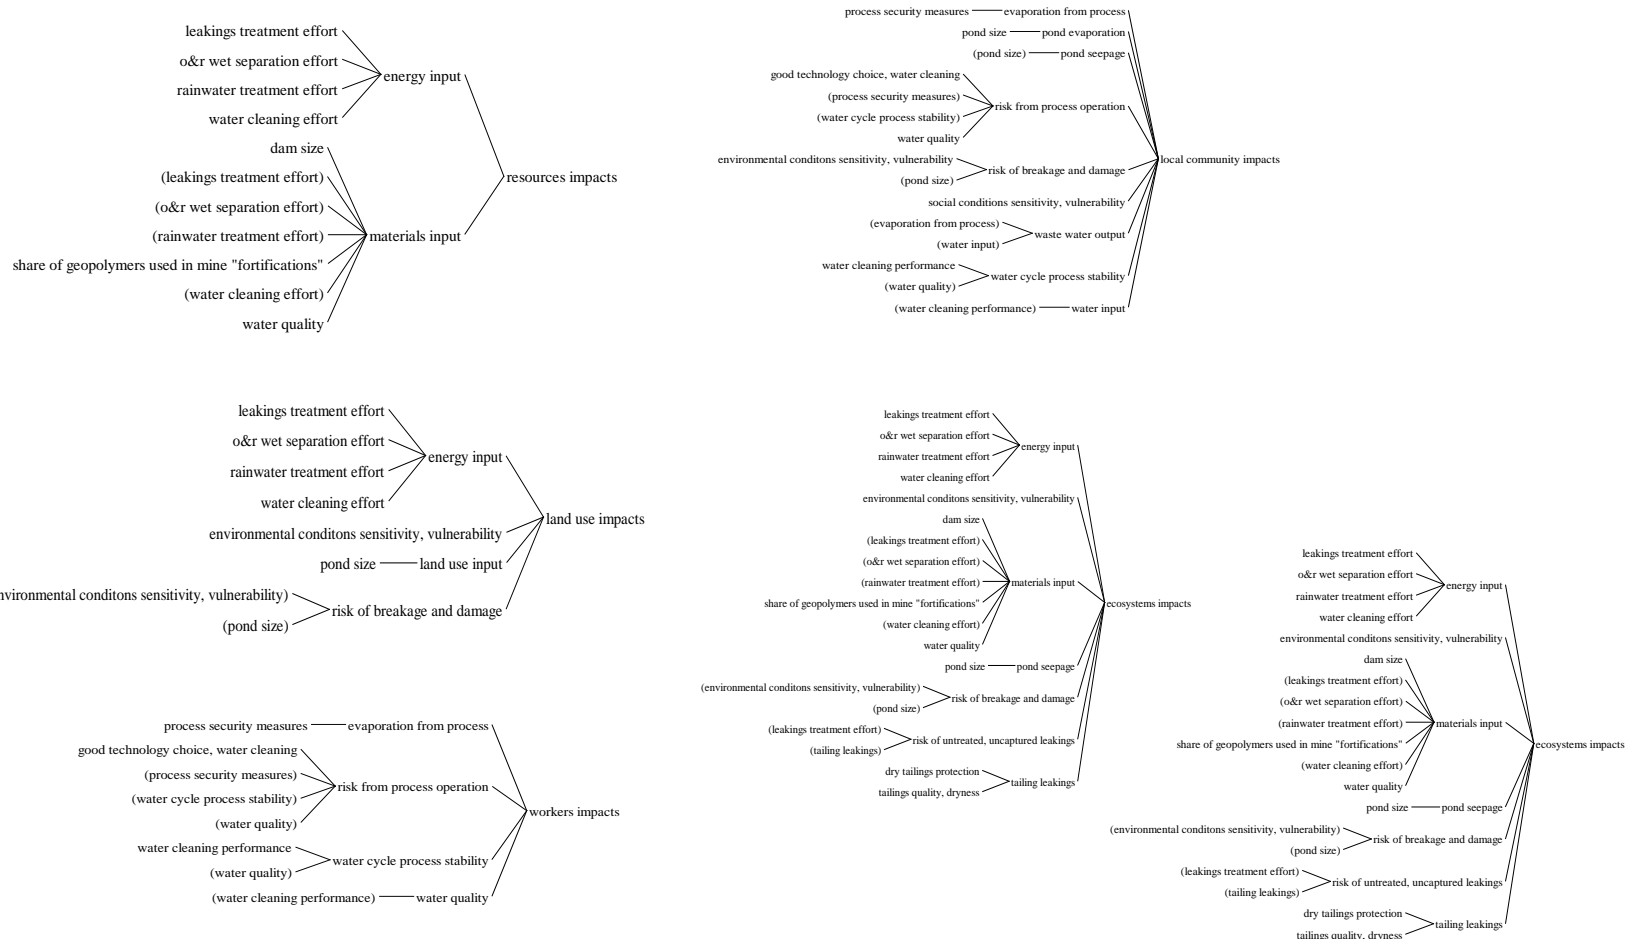 leakings treatment effort
o&r wet separation effort
rainwater treatment effort
water cleaning effort
energy input
dam size
(leakings treatment effort)
(o&r wet separation effort)
(rainwater treatment effort)
share of geopolymers used in mine "fortifications"
(water cleaning effort)
water quality
materials input
resources impacts
process security measures
evaporation from process
pond size
pond evaporation
(pond size)
pond seepage
good technology choice, water cleaning
(process security measures)
(water cycle process stability)
water quality
risk from process operation
environmental conditons sensitivity, vulnerability
(pond size)
risk of breakage and damage
social conditions sensitivity, vulnerability
(evaporation from process)
(water input)
waste water output
water cleaning performance
(water quality)
water cycle process stability
(water cleaning performance)
water input
local community impacts
leakings treatment effort
o&r wet separation effort
rainwater treatment effort
water cleaning effort
energy input
environmental conditons sensitivity, vulnerability
pond size
land use input
nvironmental conditons sensitivity, vulnerability)
(pond size)
risk of breakage and damage
land use impacts
process security measures
evaporation from process
good technology choice, water cleaning
(process security measures)
(water cycle process stability)
(water quality)
risk from process operation
water cleaning performance
(water quality)
water cycle process stability
(water cleaning performance)
water quality
workers impacts
leakings treatment effort
o&r wet separation effort
rainwater treatment effort
water cleaning effort
energy input
environmental conditons sensitivity, vulnerability
dam size
(leakings treatment effort)
(o&r wet separation effort)
(rainwater treatment effort)
share of geopolymers used in mine "fortifications"
(water cleaning effort)
water quality
materials input
pond size
pond seepage
(environmental conditons sensitivity, vulnerability)
(pond size)
risk of breakage and damage
(leakings treatment effort)
(tailing leakings)
risk of untreated, uncaptured leakings
dry tailings protection
tailings quality, dryness
tailing leakings
ecosystems impacts
leakings treatment effort
o&r wet separation effort
rainwater treatment effort
water cleaning effort
energy input
environmental conditons sensitivity, vulnerability
dam size
(leakings treatment effort)
(o&r wet separation effort)
(rainwater treatment effort)
share of geopolymers used in mine "fortifications"
(water cleaning effort)
water quality
materials input
pond size
pond seepage
(environmental conditons sensitivity, vulnerability)
(pond size)
risk of breakage and damage
(leakings treatment effort)
(tailing leakings)
risk of untreated, uncaptured leakings
dry tailings protection
tailings quality, dryness
tailing leakings
ecosystems impacts